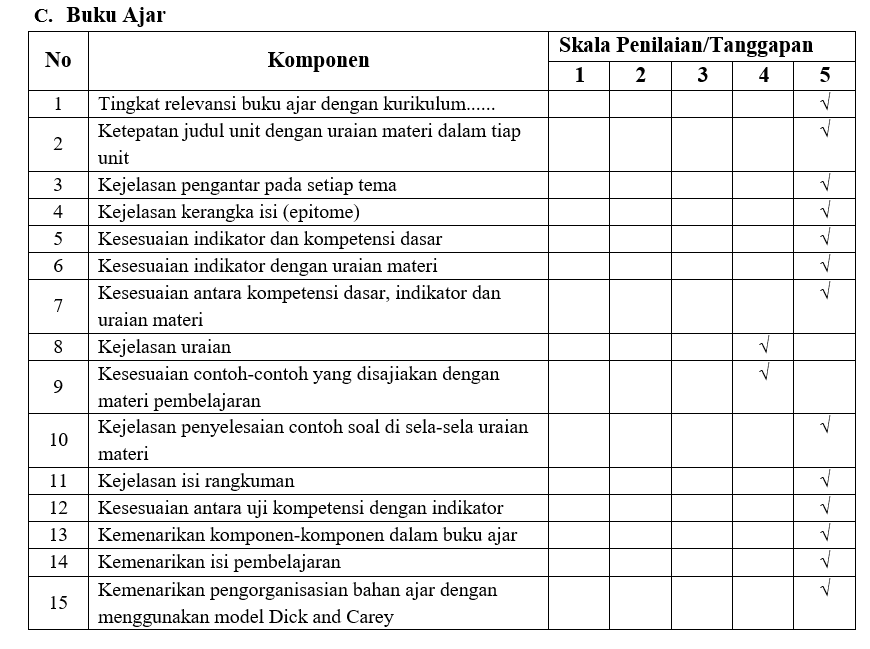 C. Buku Ajar
No Komponen Skala Penilaian/Tanggapan
1 2 3 4 5
1 Tingkat relevansi buku ajar dengan kurikulum...... √
2 Ketepatan judul unit dengan uraian materi dalam tiap √
unit
3 Kejelasan pengantar pada setiap tema √
4 Kejelasan kerangka isi (epitome) √
5 Kesesuaian indikator dan kompetensi dasar √
6 Kesesuaian indikator dengan uraian materi √
7 Kesesuaian antara kompetensi dasar, indikator dan √
uraian materi
8 Kejelasan uraian √
9 Kesesuaian contoh-contoh yang disajiakan dengan √
materi pembelajaran
10 Kejelasan penyelesaian contoh soal di sela-sela uraian √
materi
11 Kejelasan isi rangkuman √
12 Kesesuaian antara uji kompetensi dengan indikator √
13 Kemenarikan komponen-komponen dalam buku ajar √
14 Kemenarikan isi pembelajaran √
15 Kemenarikan pengorganisasian bahan ajar dengan √
menggunakan model Dick and Carey